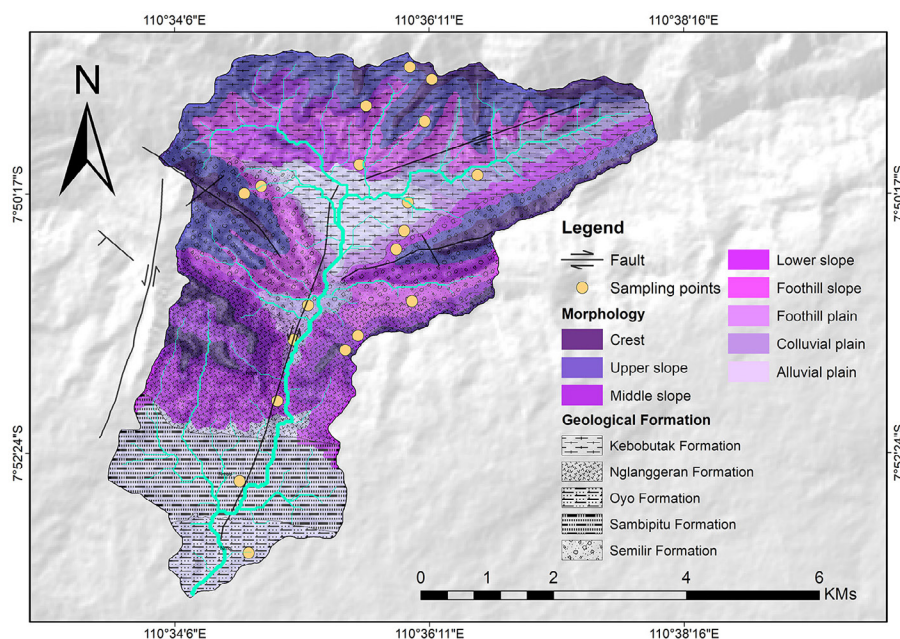 110°34'6"E 110°36'11"E 110°38'16"E
N
7°50'17"S 7°50'17"S
Legend
Fault
Sampling points
Morphology
Crest
Upper slope
Middle slope
Lower slope
Foothill slope
Foothill plain
Colluvial plain
Alluvial plain
Geological Formation
Kebobutak Formation
Nglanggeran Formation
Oyo Formation
Sambipitu Formation
Semilir Formation
7°52'24"S 7°52'24"S
0 1 2 4 6
KMs
110°34'6"E 110°36'11"E 110°38'16"E